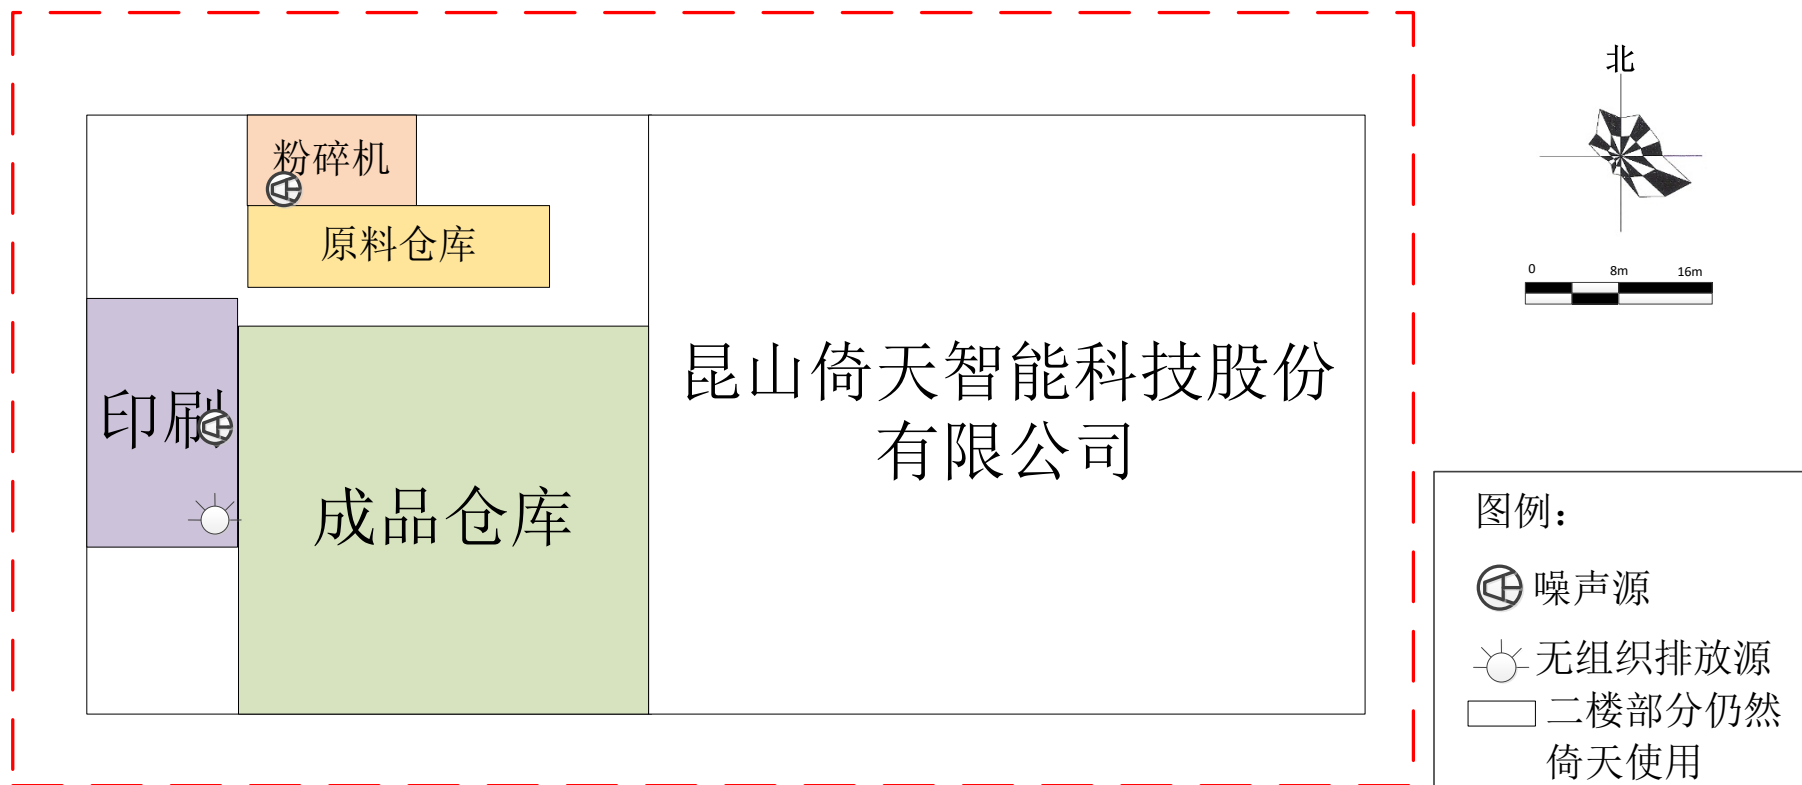 北
粉碎机
原料仓库
0 8m 16m
昆山倚天智能科技股份
有限公司
印刷
成品仓库
图例：
噪声源
无组织排放源
二楼部分仍然
倚天使用